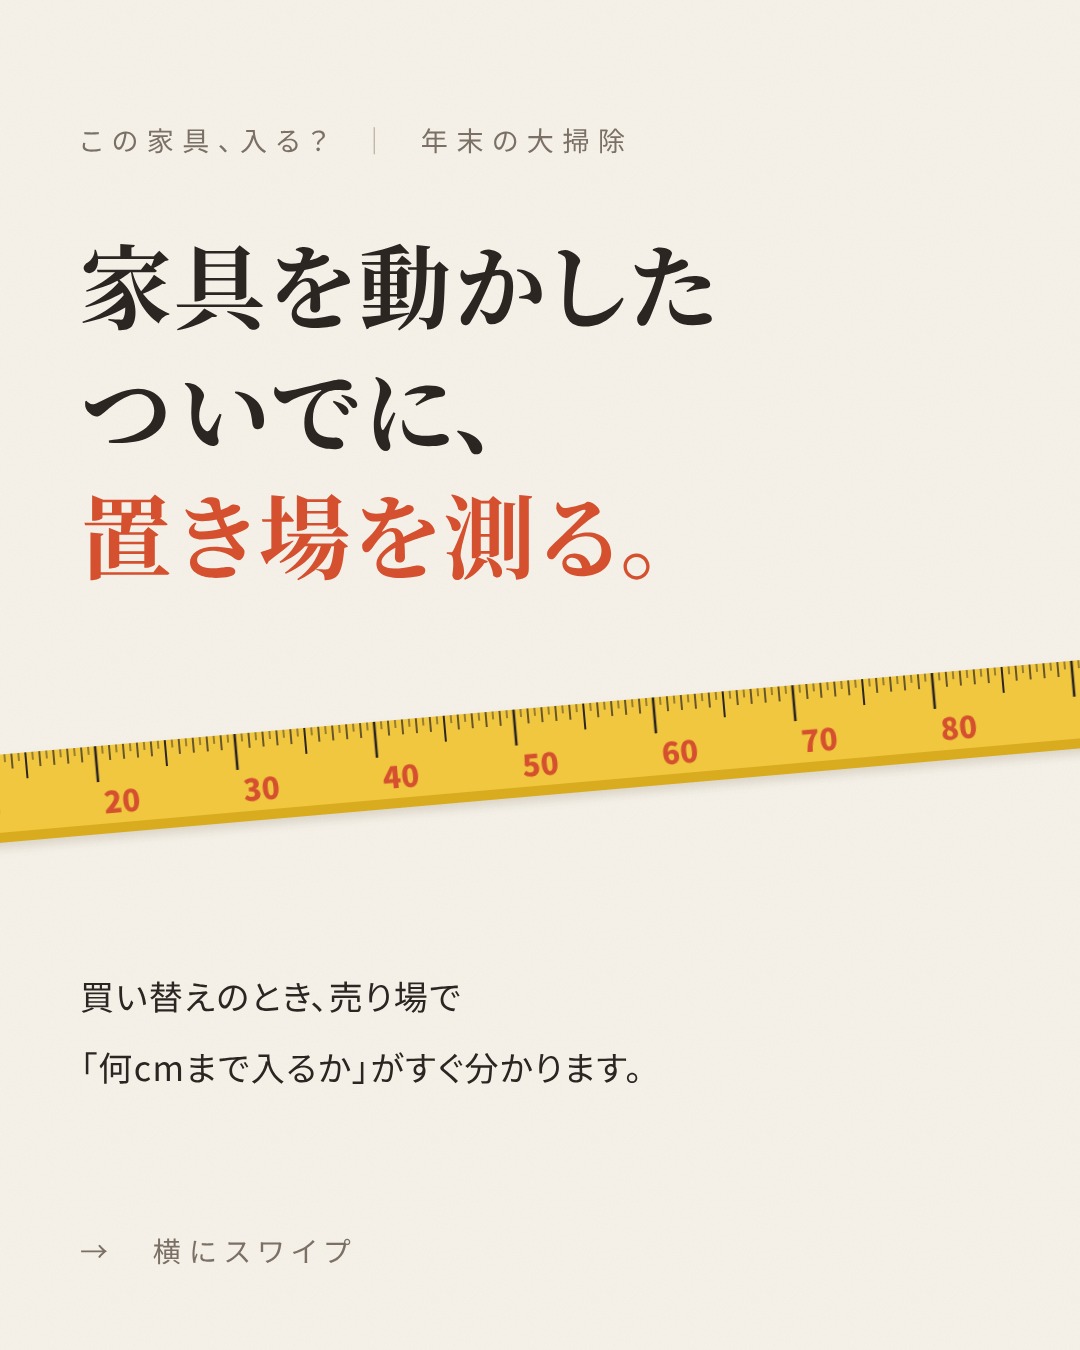 この家具、入る？ ｜ 年末の大掃除
家具を動かした
ついでに、
置き場を測る。
20 30 40 50 60 70 80
買い替えのとき、売り場で
「何cmまで入るか」がすぐ分かります。
→ 横にスワイプ